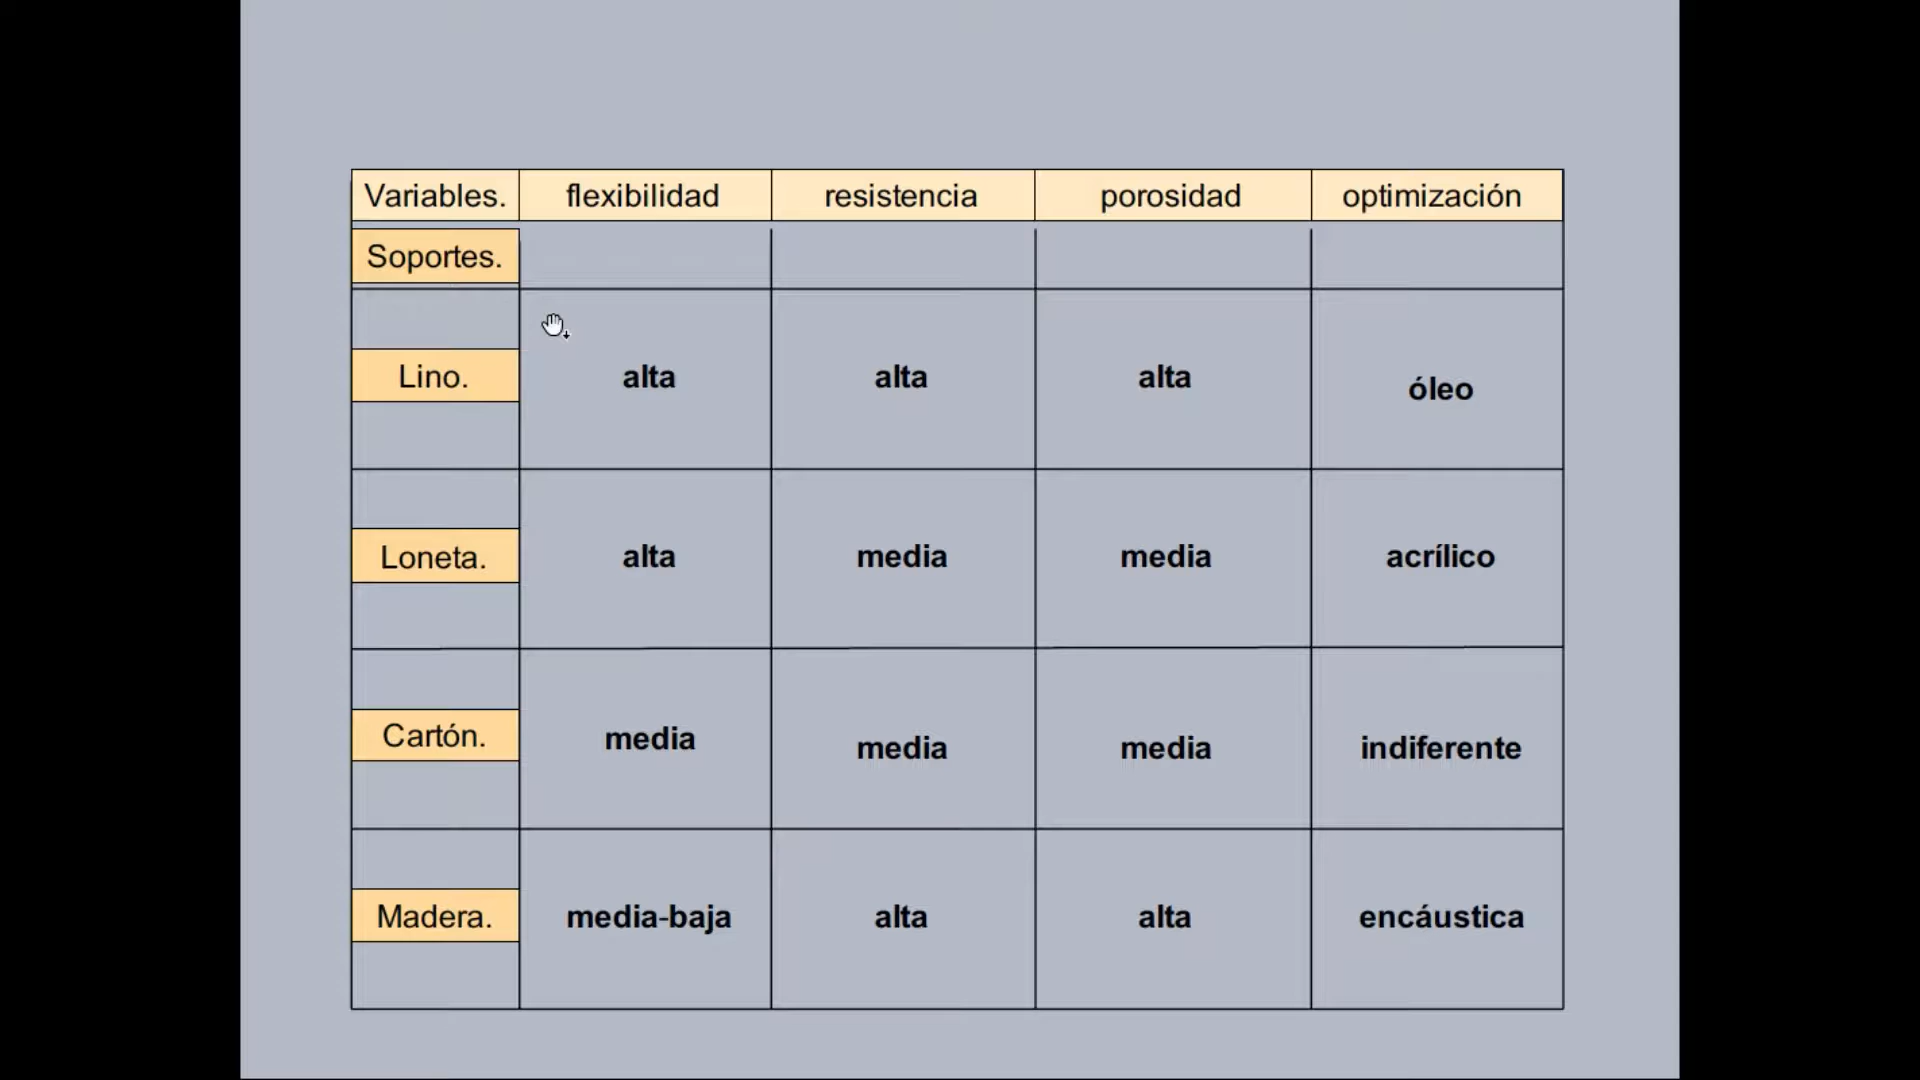 Variables. flexibilidad resistencia porosidad optimización
Soportes.
Lino. alta alta alta óleo
Loneta. alta media media acrílico
Cartón. media media media indiferente
Madera. media-baja alta alta encáustica